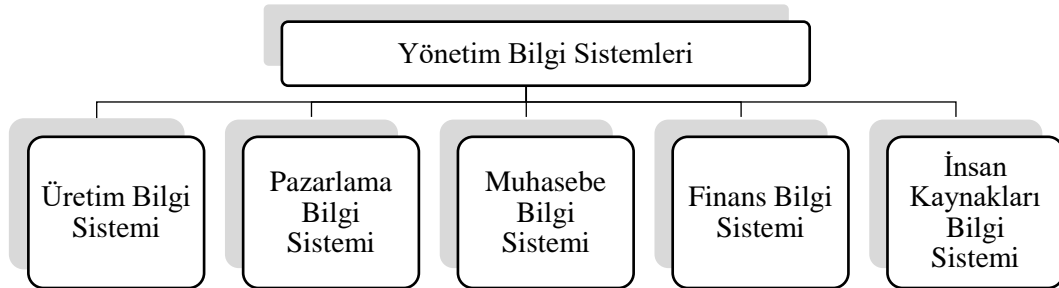 Yönetim Bilgi Sistemleri
Üretim Bilgi
Sistemi
Pazarlama
Bilgi
Sistemi
Muhasebe
Bilgi
Sistemi
Finans Bilgi
Sistemi
İnsan
Kaynakları
Bilgi
Sistemi